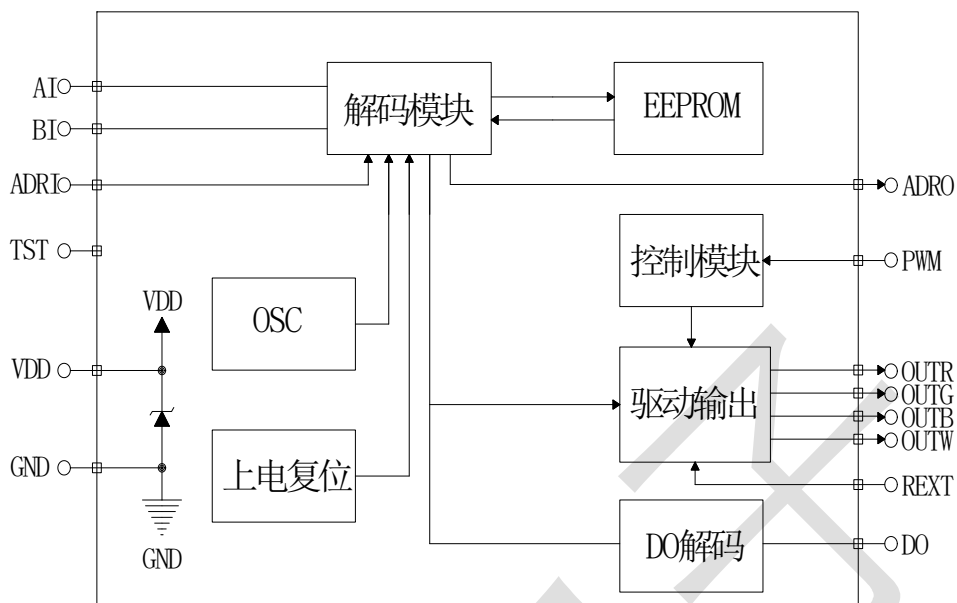 AI
解码模块
EEPROM
BI
ADRI
ADRO
TST
控制模块
PWM
VDD
OSC
VDD
驱动输出
OUTR
OUTG
OUTB
OUTW
GND
上电复位
REXT
GND
DO解码
DO